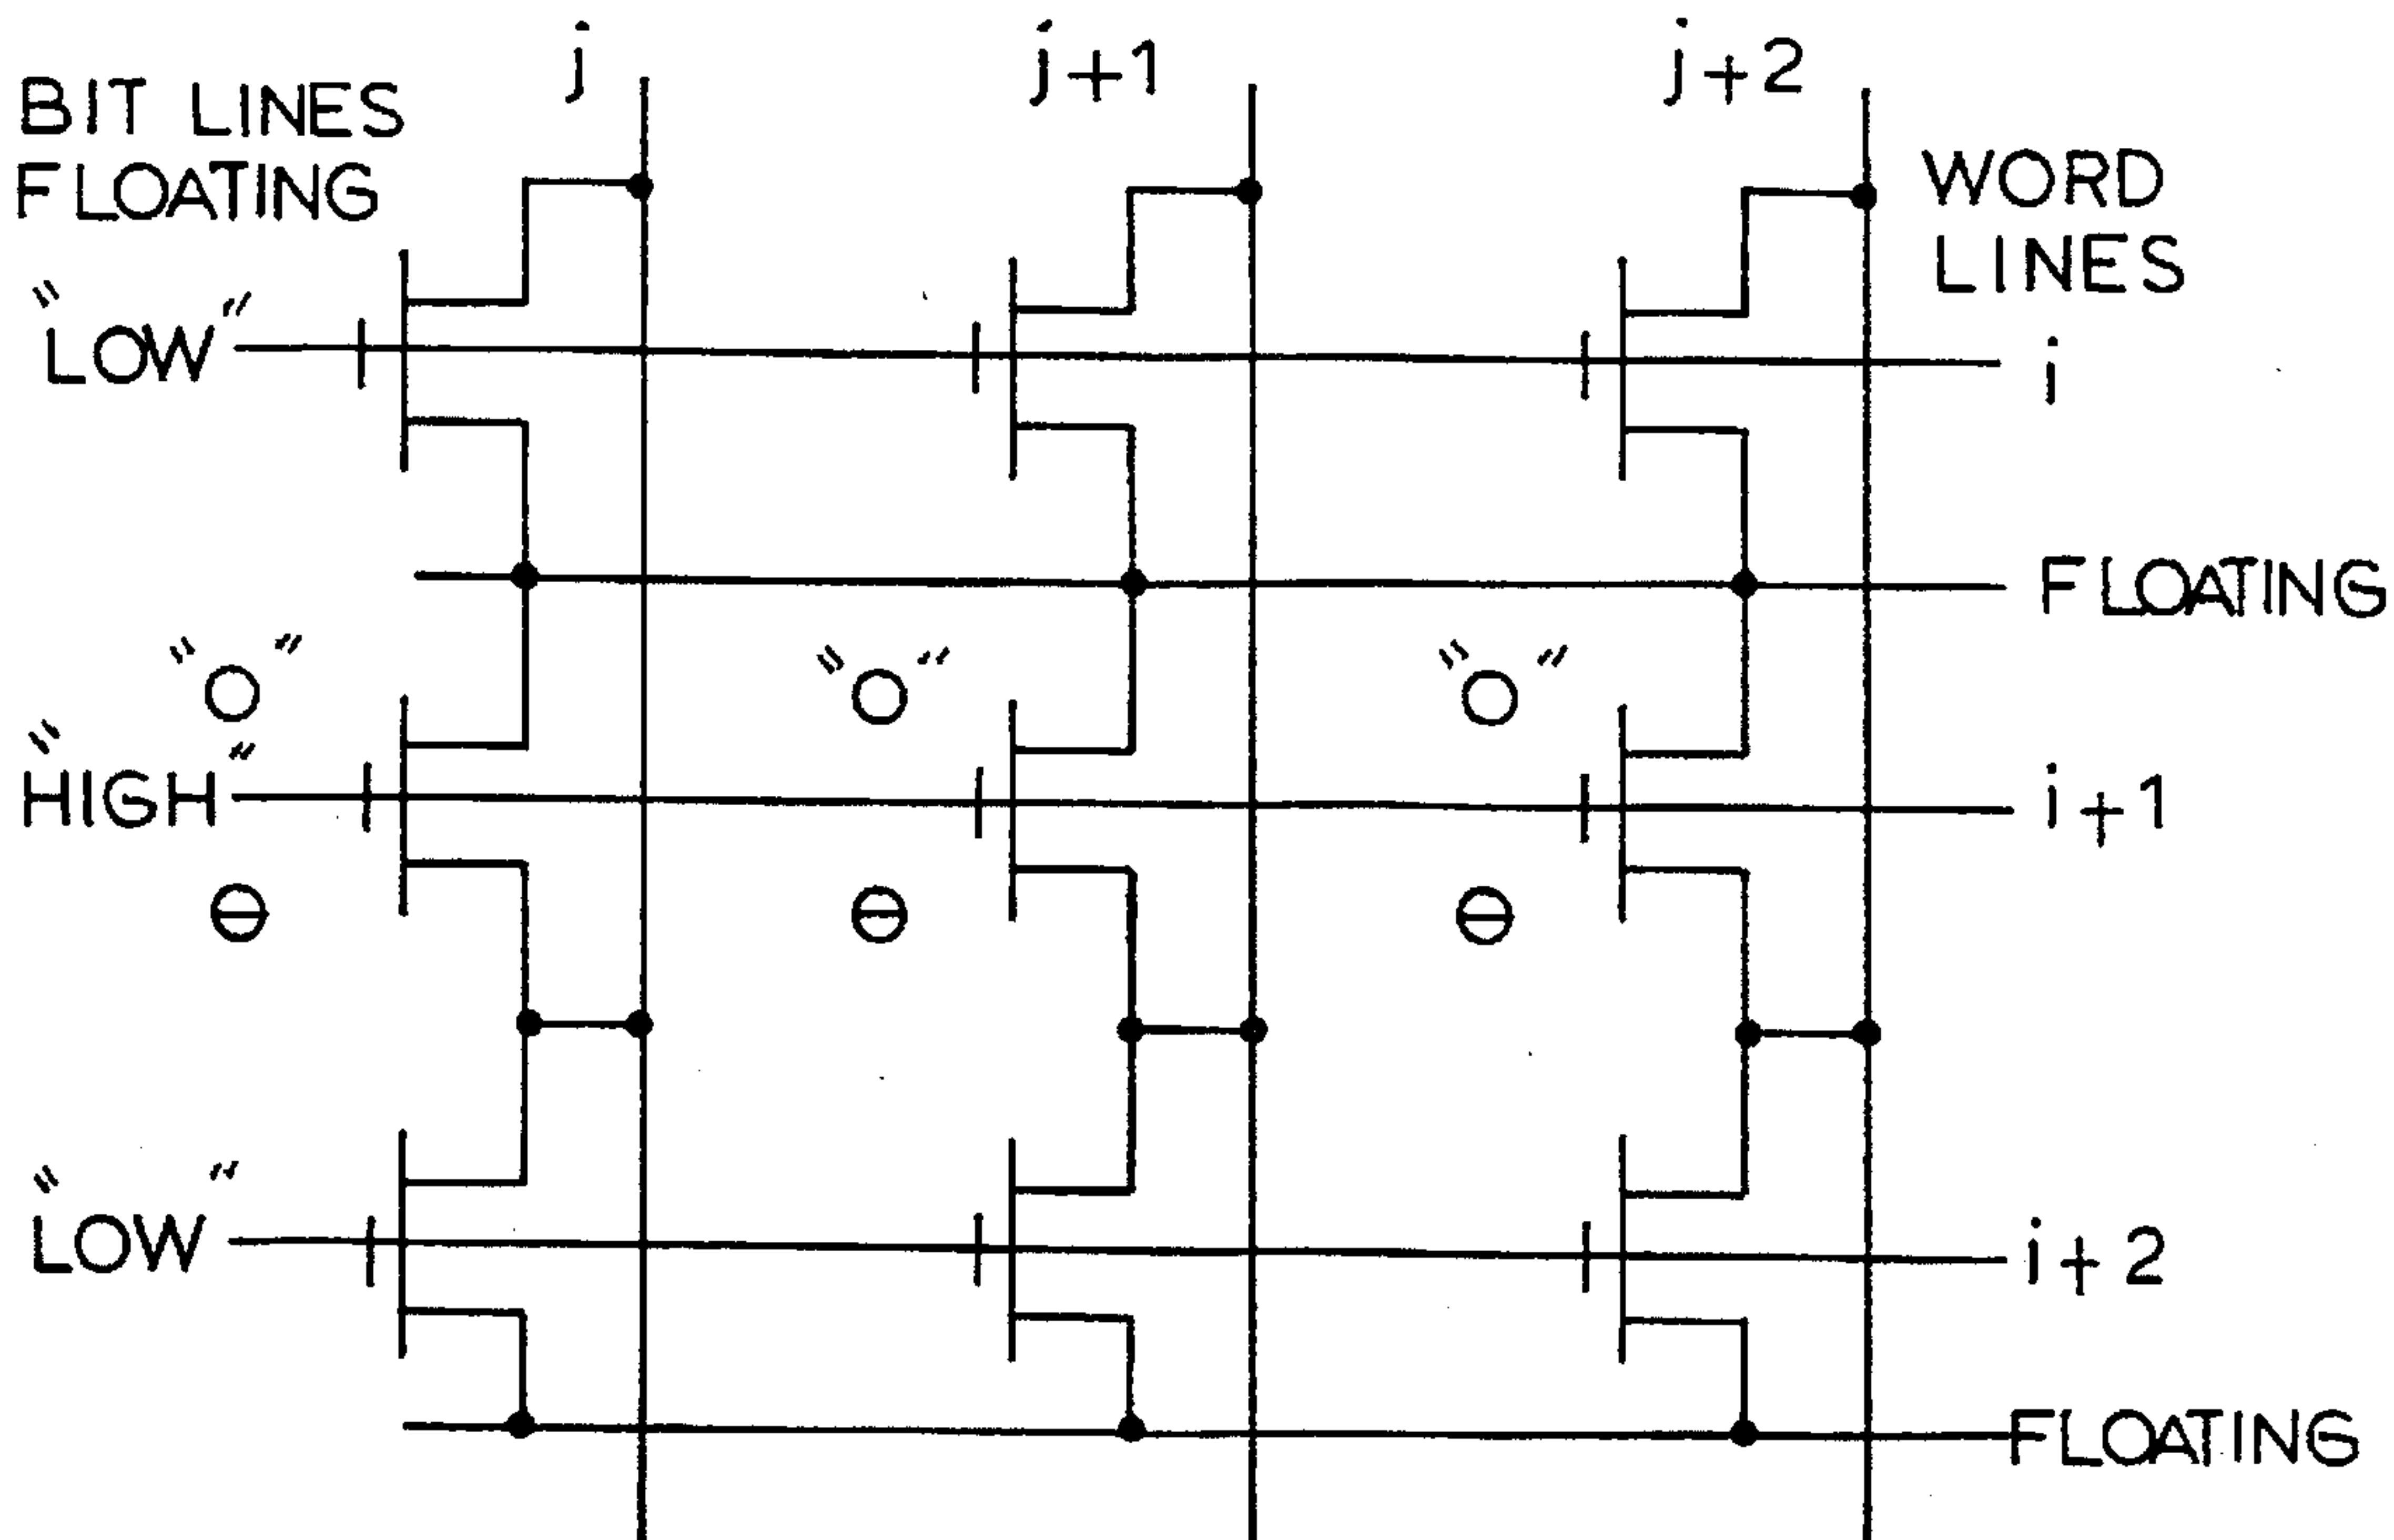 j
j+1
j+2
BIT LINES
FLOATING
WORD
LINES
"LOW"
i
FLOATING
"O"
"O"
"O"
"HIGH"
i+1
⊖
⊖
⊖
"LOW"
i+2
FLOATING